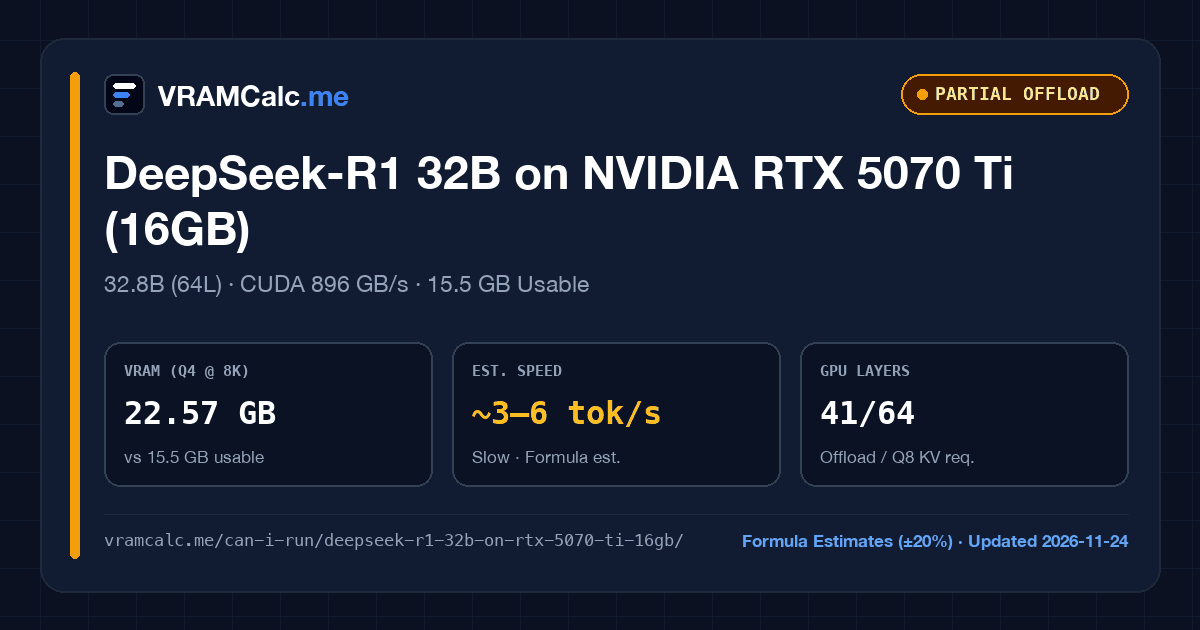 VRAMCalc.me
PARTIAL OFFLOAD
DeepSeek-R1 32B on NVIDIA RTX 5070 Ti
(16GB)
32.8B (64L) · CUDA 896 GB/s · 15.5 GB Usable
VRAM (Q4 @ 8K)
22.57 GB
vs 15.5 GB usable
EST. SPEED
~3–6 tok/s
Slow · Formula est.
GPU LAYERS
41/64
Offload / Q8 KV req.
vramcalc.me/can-i-run/deepseek-r1-32b-on-rtx-5070-ti-16gb/
Formula Estimates (±20%) · Updated 2026-11-24